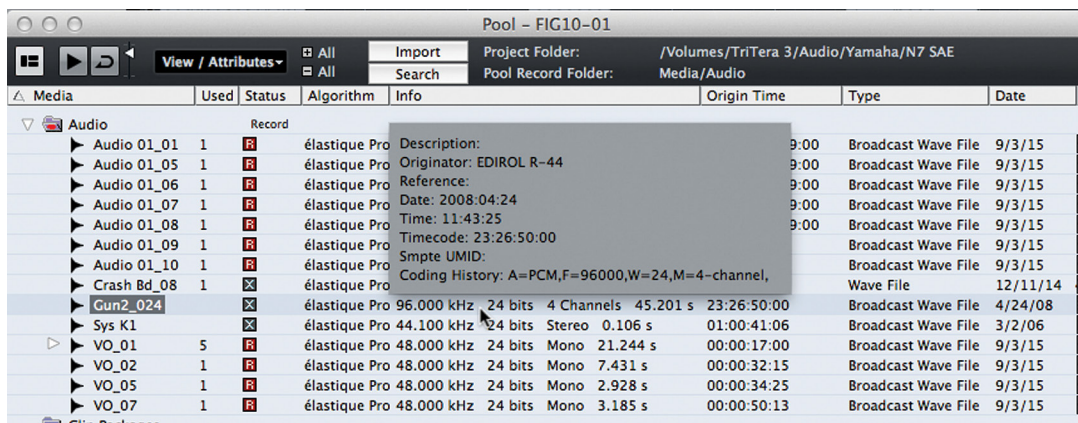 Pool – FIG10-01
View / Attributes All Import Project Folder: /Volumes/TriTera 3/Audio/Yamaha/N7 SAE
All Search Pool Record Folder: Media/Audio
Media Used Status Algorithm Info Origin Time Type Date
Audio Record
Audio 01_01 1 R élastique Pro 9:00 Broadcast Wave File 9/3/15
Audio 01_05 1 R élastique Pro 9:00 Broadcast Wave File 9/3/15
Audio 01_06 1 R élastique Pro 9:00 Broadcast Wave File 9/3/15
Audio 01_07 1 R élastique Pro 9:00 Broadcast Wave File 9/3/15
Audio 01_08 1 R élastique Pro 9:00 Broadcast Wave File 9/3/15
Audio 01_09 1 R élastique Pro Broadcast Wave File 9/3/15
Audio 01_10 1 R élastique Pro Broadcast Wave File 9/3/15
Crash Bd_08 1 X élastique Pro Wave File 12/11/14
Description:
Originator: EDIROL R-44
Reference:
Date: 2008:04:24
Time: 11:43:25
Timecode: 23:26:50:00
Smpte UMID:
Coding History: A=PCM,F=96000,W=24,M=4-channel,
Gun2_024 X élastique Pro 96.000 kHz 24 bits 4 Channels 45.201 s 23:26:50:00 Broadcast Wave File 4/24/08
Sys K1 X élastique Pro 44.100 kHz 24 bits Stereo 0.106 s 01:00:41:06 Broadcast Wave File 3/2/06
VO_01 5 R élastique Pro 48.000 kHz 24 bits Mono 21.244 s 00:00:17:00 Broadcast Wave File 9/3/15
VO_02 1 R élastique Pro 48.000 kHz 24 bits Mono 7.431 s 00:00:32:15 Broadcast Wave File 9/3/15
VO_05 1 R élastique Pro 48.000 kHz 24 bits Mono 2.928 s 00:00:34:25 Broadcast Wave File 9/3/15
VO_07 1 R élastique Pro 48.000 kHz 24 bits Mono 3.185 s 00:00:50:13 Broadcast Wave File 9/3/15